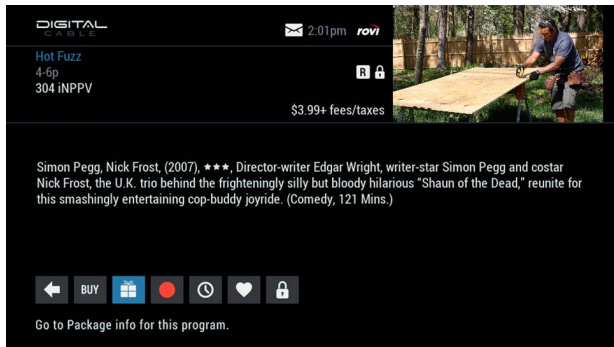 DIGITAL
CABLE
2:01pm rovi
Hot Fuzz
4-6p
R
304 iNPPV
$3.99+ fees/taxes
Simon Pegg, Nick Frost, (2007), ★★★, Director-writer Edgar Wright, writer-star Simon Pegg and costar
Nick Frost, the U.K. trio behind the frighteningly silly but bloody hilarious “Shaun of the Dead,” reunite for
this smashingly entertaining cop-buddy joyride. (Comedy, 121 Mins.)
BUY
Go to Package info for this program.